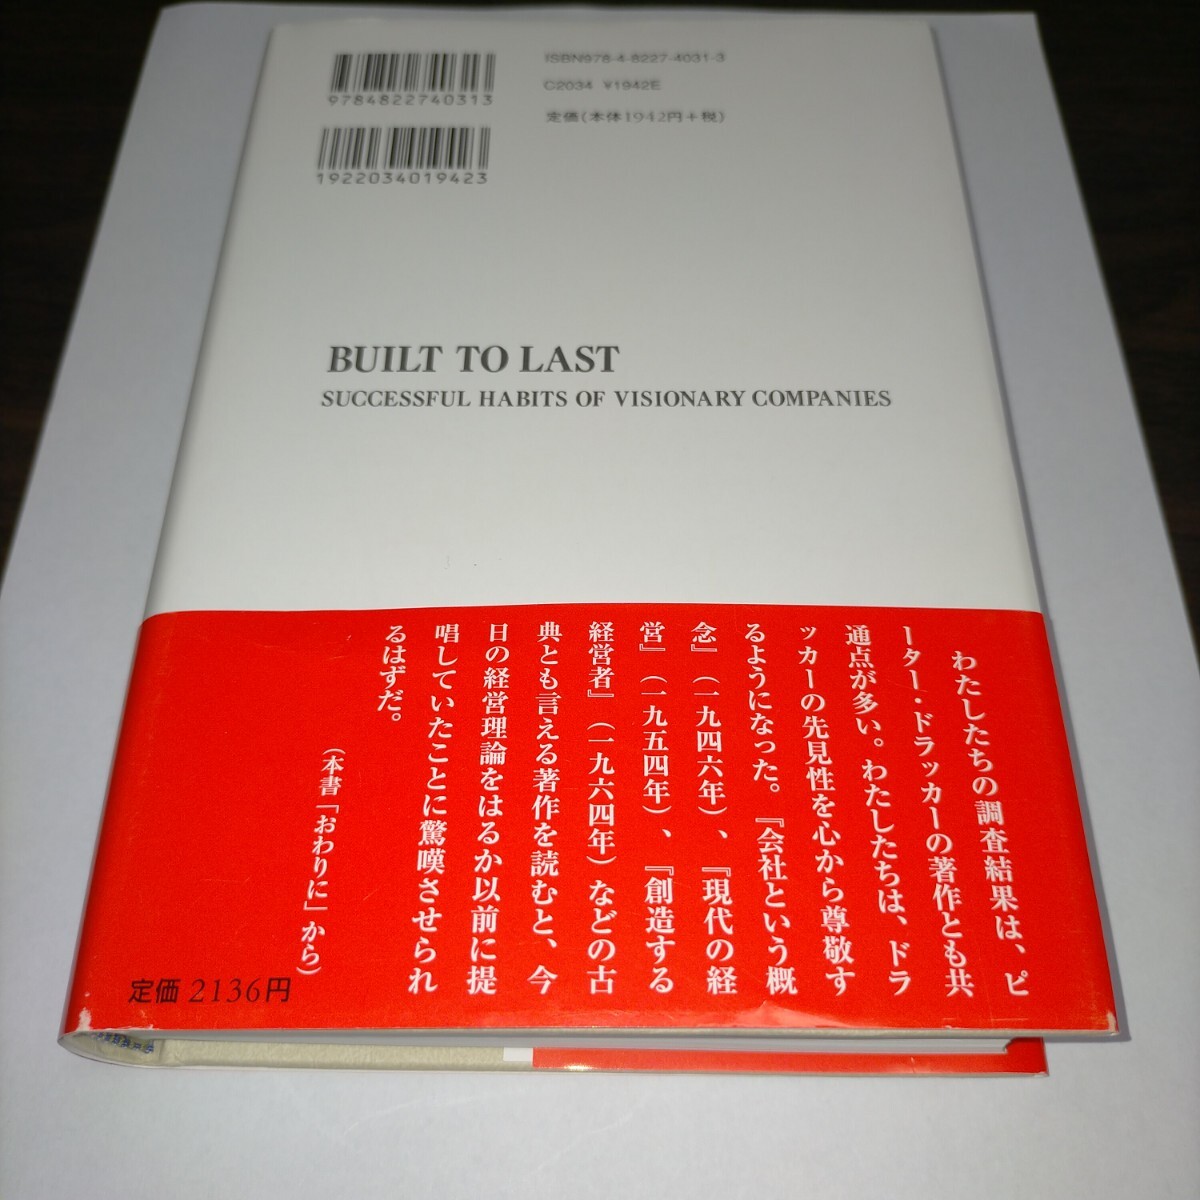 ISBN978-4-8227-4031-3
9784822740313
C2034 ¥1942E
定価(本体1942円+税)
1922034019423
BUILT TO LAST
SUCCESSFUL HABITS OF VISIONARY COMPANIES
わたしたちの調査結果は、ピ
ーター・ドラッカーの著作とも共
通点が多い。わたしたちは、ドラ
ッカーの先見性を心から尊敬す
るようになった。『会社という概
念』(一九四六年)、『現代の経
営』(一九五四年)、『創造する
経営者』(一九六四年)などの古
典とも言える著作を読むと、今
日の経営理論をはるか以前に提
唱していたことに驚嘆させられ
るはずだ。
(本書「おわりに」から)
定価 2136円